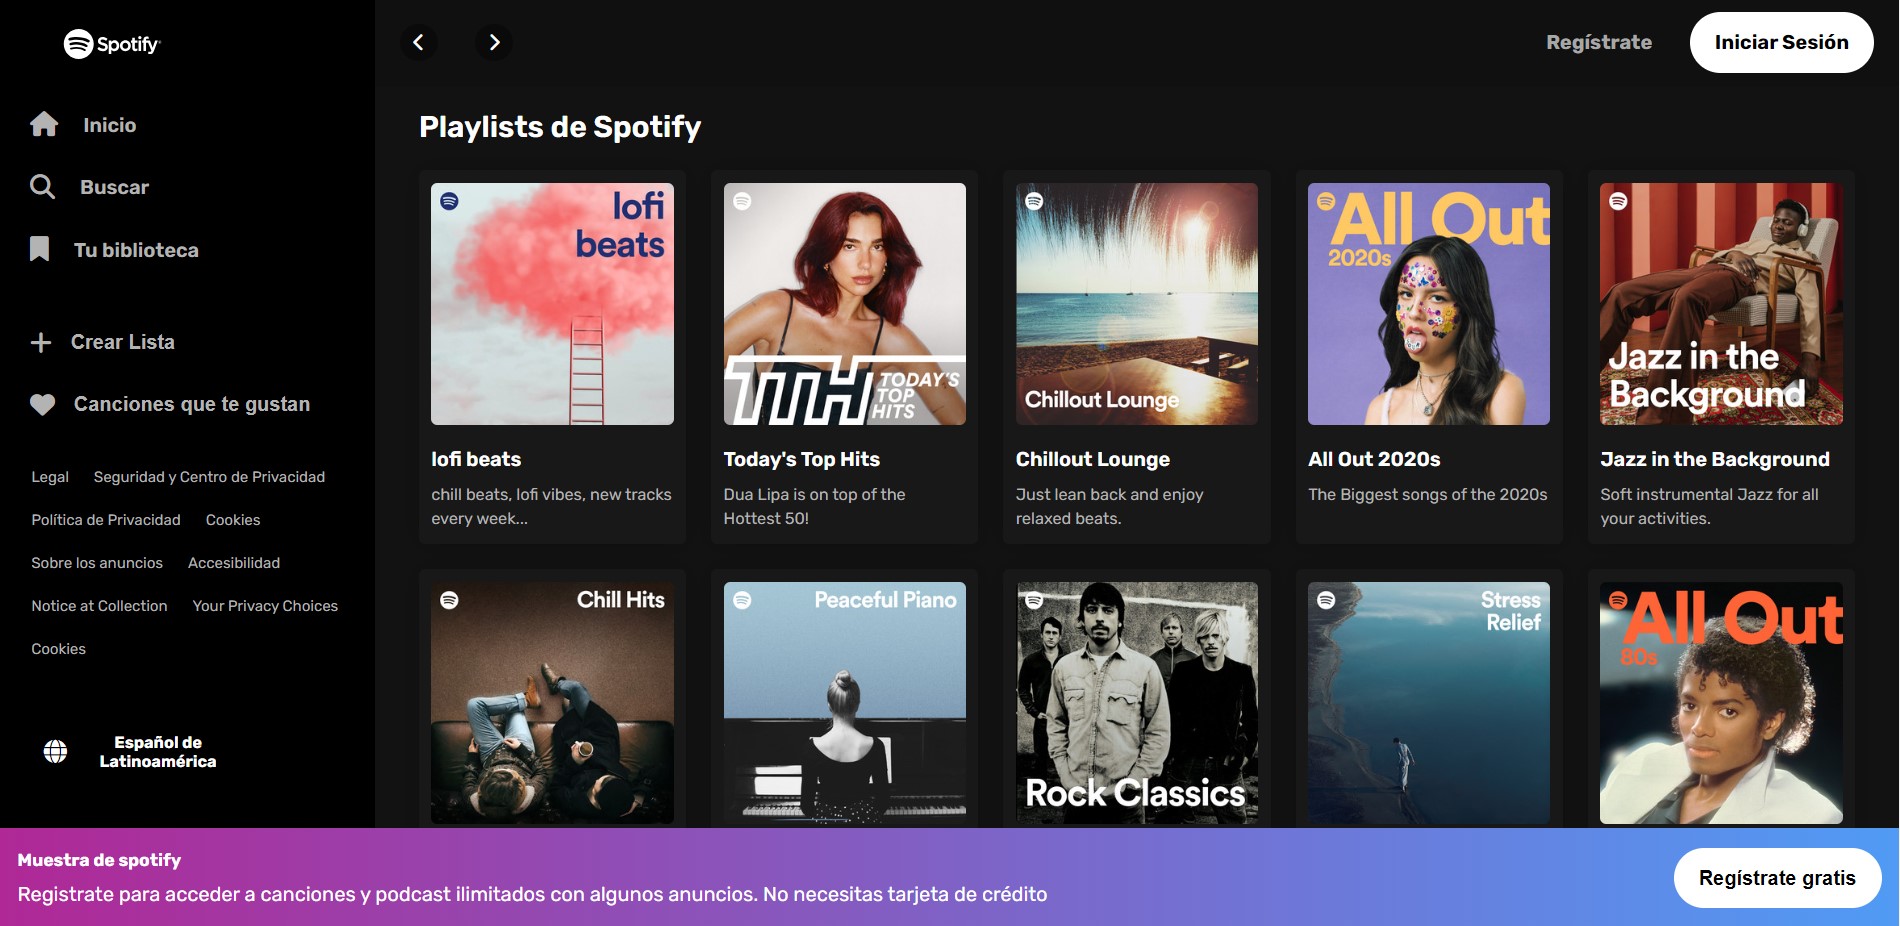 Spotify
Inicio
Buscar
Tu biblioteca
Crear Lista
Canciones que te gustan
Legal Seguridad y Centro de Privacidad
Política de Privacidad Cookies
Sobre los anuncios Accesibilidad
Notice at Collection Your Privacy Choices
Cookies
Español de
Latinoamérica
Regístrate Iniciar Sesión
Playlists de Spotify
lofi
beats
lofi beats
chill beats, lofi vibes, new tracks
every week...
TTH TODAY'S
TOP
HITS
Today's Top Hits
Dua Lipa is on top of the
Hottest 50!
Chillout Lounge
Chillout Lounge
Just lean back and enjoy
relaxed beats.
All Out
2020s
All Out 2020s
The Biggest songs of the 2020s
Jazz in the
Background
Jazz in the Background
Soft instrumental Jazz for all
your activities.
Chill Hits
Peaceful Piano
Rock Classics
Stress
Relief
All Out
80s
Muestra de spotify
Registrate para acceder a canciones y podcast ilimitados con algunos anuncios. No necesitas tarjeta de crédito
Regístrate gratis